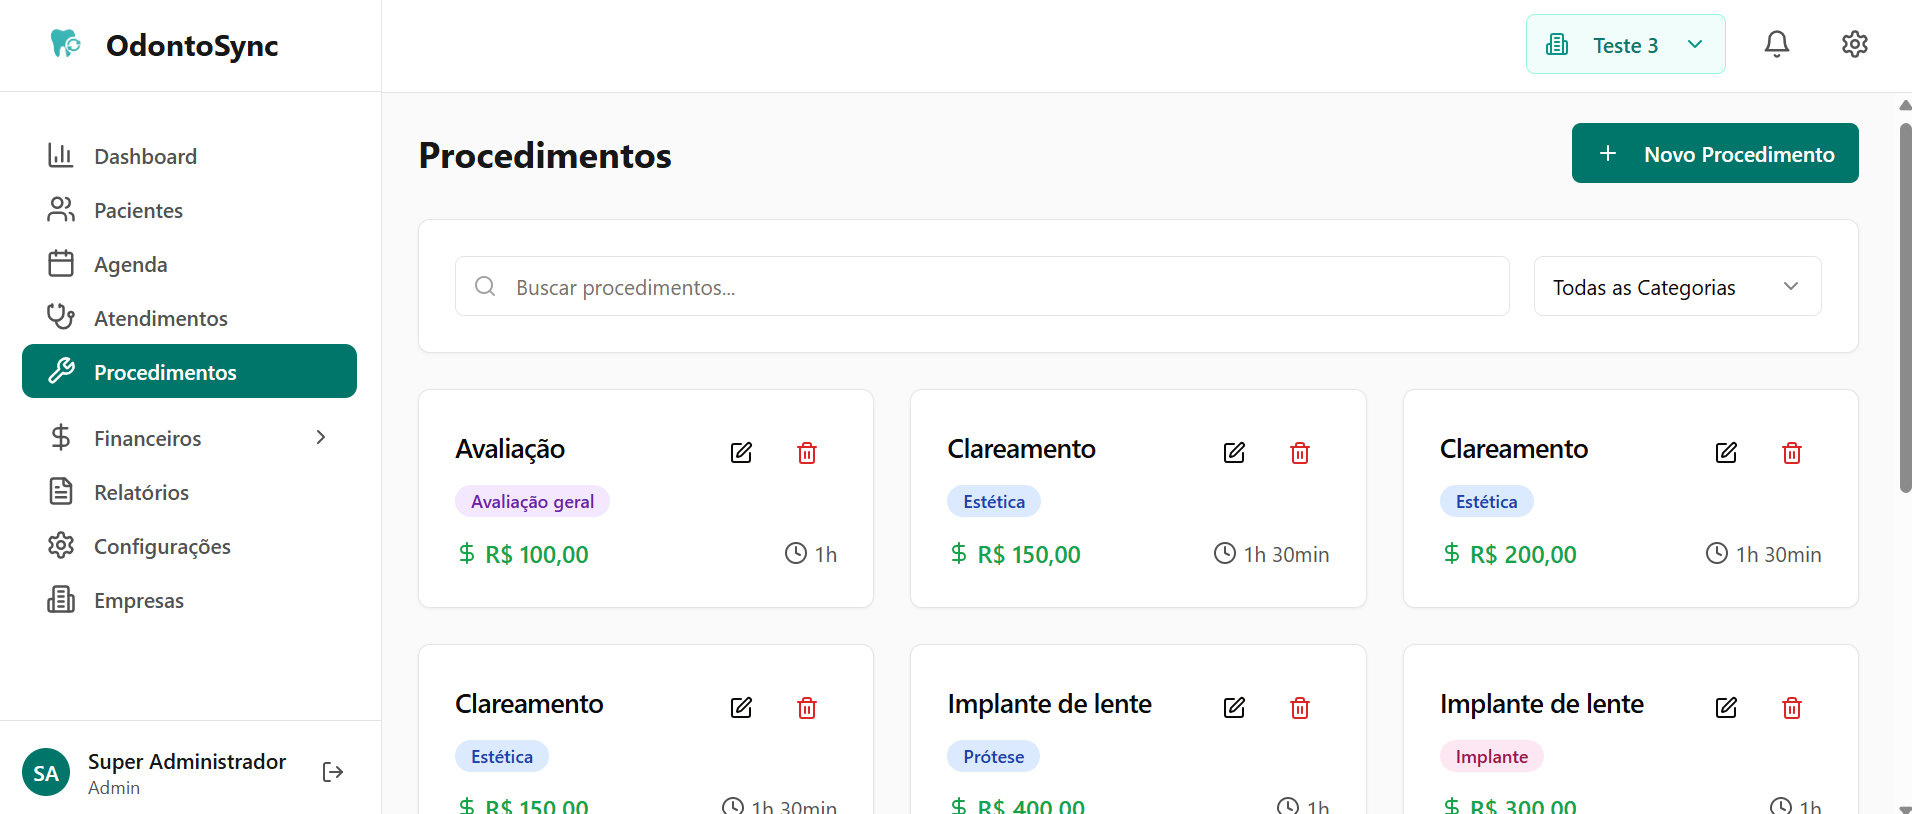 OdontoSync
Teste 3
Dashboard
Pacientes
Agenda
Atendimentos
Procedimentos
Financeiros
Relatórios
Configurações
Empresas
SA
Super Administrador
Admin
Procedimentos
+ Novo Procedimento
Buscar procedimentos...
Todas as Categorias
Avaliação
Avaliação geral
$ R$ 100,00
1h
Clareamento
Estética
$ R$ 150,00
1h 30min
Clareamento
Estética
$ R$ 200,00
1h 30min
Clareamento
Estética
$ R$ 150,00
1h 30min
Implante de lente
Prótese
$ R$ 400,00
1h
Implante de lente
Implante
$ R$ 300,00
1h